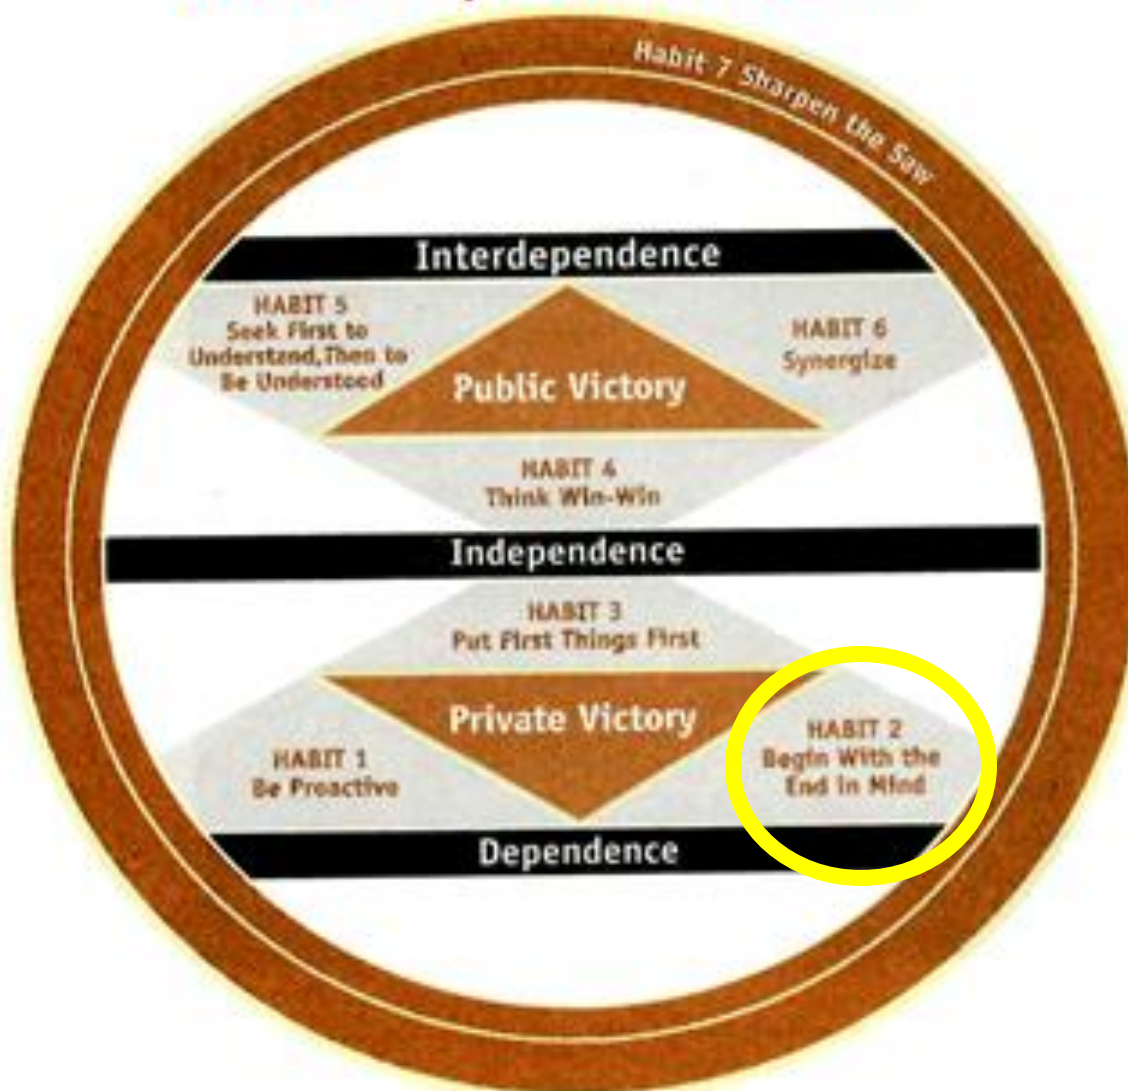 Habit 7 Sharpen the Saw
Interdependence
HABIT 5
Seek First to
Understand, Then to
Be Understood
Public Victory
HABIT 6
Synergize
HABIT 4
Think Win-Win
Independence
HABIT 3
Put First Things First
Private Victory
HABIT 1
Be Proactive
HABIT 2
Begin With the
End in Mind
Dependence